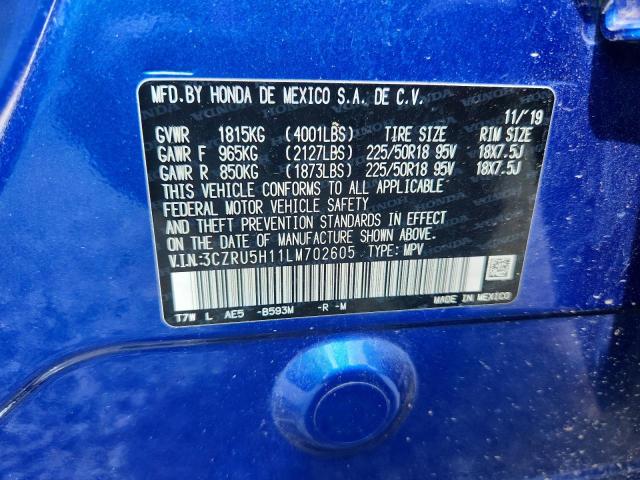 MFD.BY HONDA DE MEXICO S.A. DE C.V.
11/'19
GVWR 1815KG (4001LBS) TIRE SIZE RIM SIZE
GAWR F 965KG (2127LBS) 225/50R18 95V 18X7.5J
GAWR R 850KG (1873LBS) 225/50R18 95V 18X7.5J
THIS VEHICLE CONFORMS TO ALL APPLICABLE
FEDERAL MOTOR VEHICLE SAFETY
AND THEFT PREVENTION STANDARDS IN EFFECT
ON THE DATE OF MANUFACTURE SHOWN ABOVE.
V.I.N:3CZRU5H11LM702605 TYPE: MPV
T7W L AE5 -B593M -R -M
MADE IN MEXICO